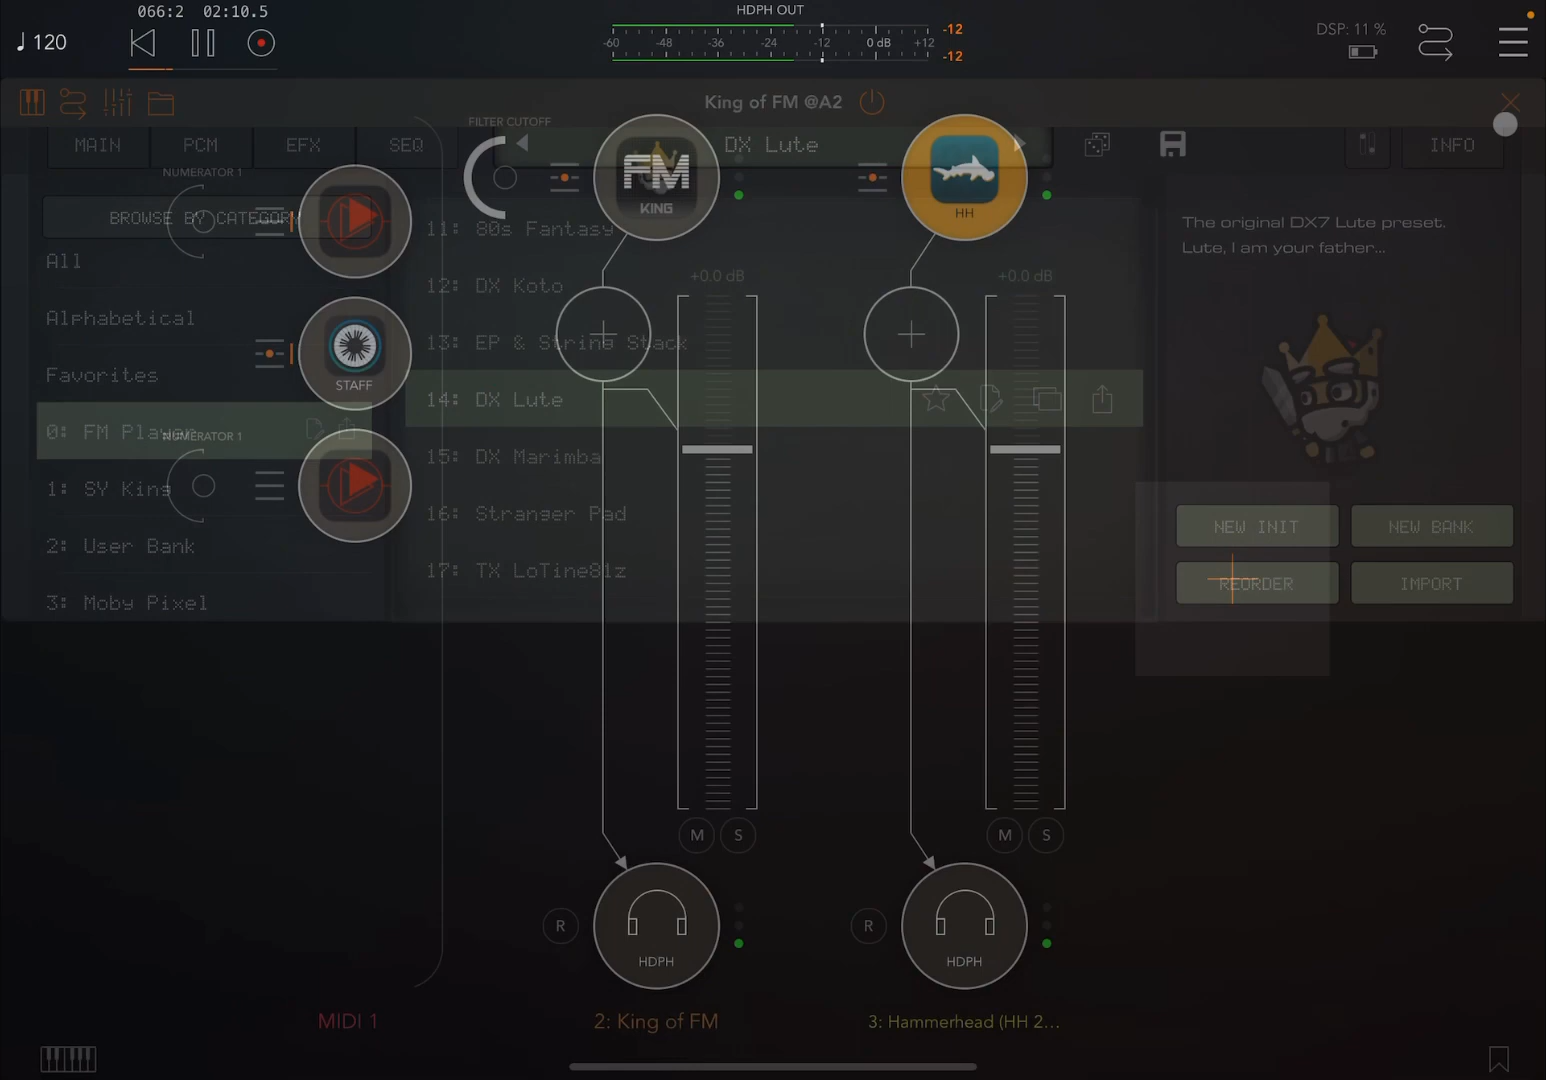 066:2 02:10.5
HDPH OUT
♩ 120
-60 -48 -36 -24 -12 0 dB +12
-12
-12
DSP: 11 %
King of FM @A2
FILTER CUTOFF
MAIN PCM EFX SEQ
DX Lute
INFO
NUMERATOR 1
FM
KING
HH
BROWSE BY CATEGORY
11: 80s Fantasy
The original DX7 Lute preset.
Lute, I am your father...
All
12: DX Koto
+0.0 dB
+0.0 dB
Alphabetical
13: EP & String Stack
Favorites
STAFF
14: DX Lute
0: FM Player
NUMERATOR 1
15: DX Marimba
1: SY King
16: Stranger Pad
NEW INIT
NEW BANK
2: User Bank
17: TX LoTine81z
REORDER
IMPORT
3: Moby Pixel
M S
M S
R
R
HDPH
HDPH
MIDI 1
2: King of FM
3: Hammerhead (HH 2...